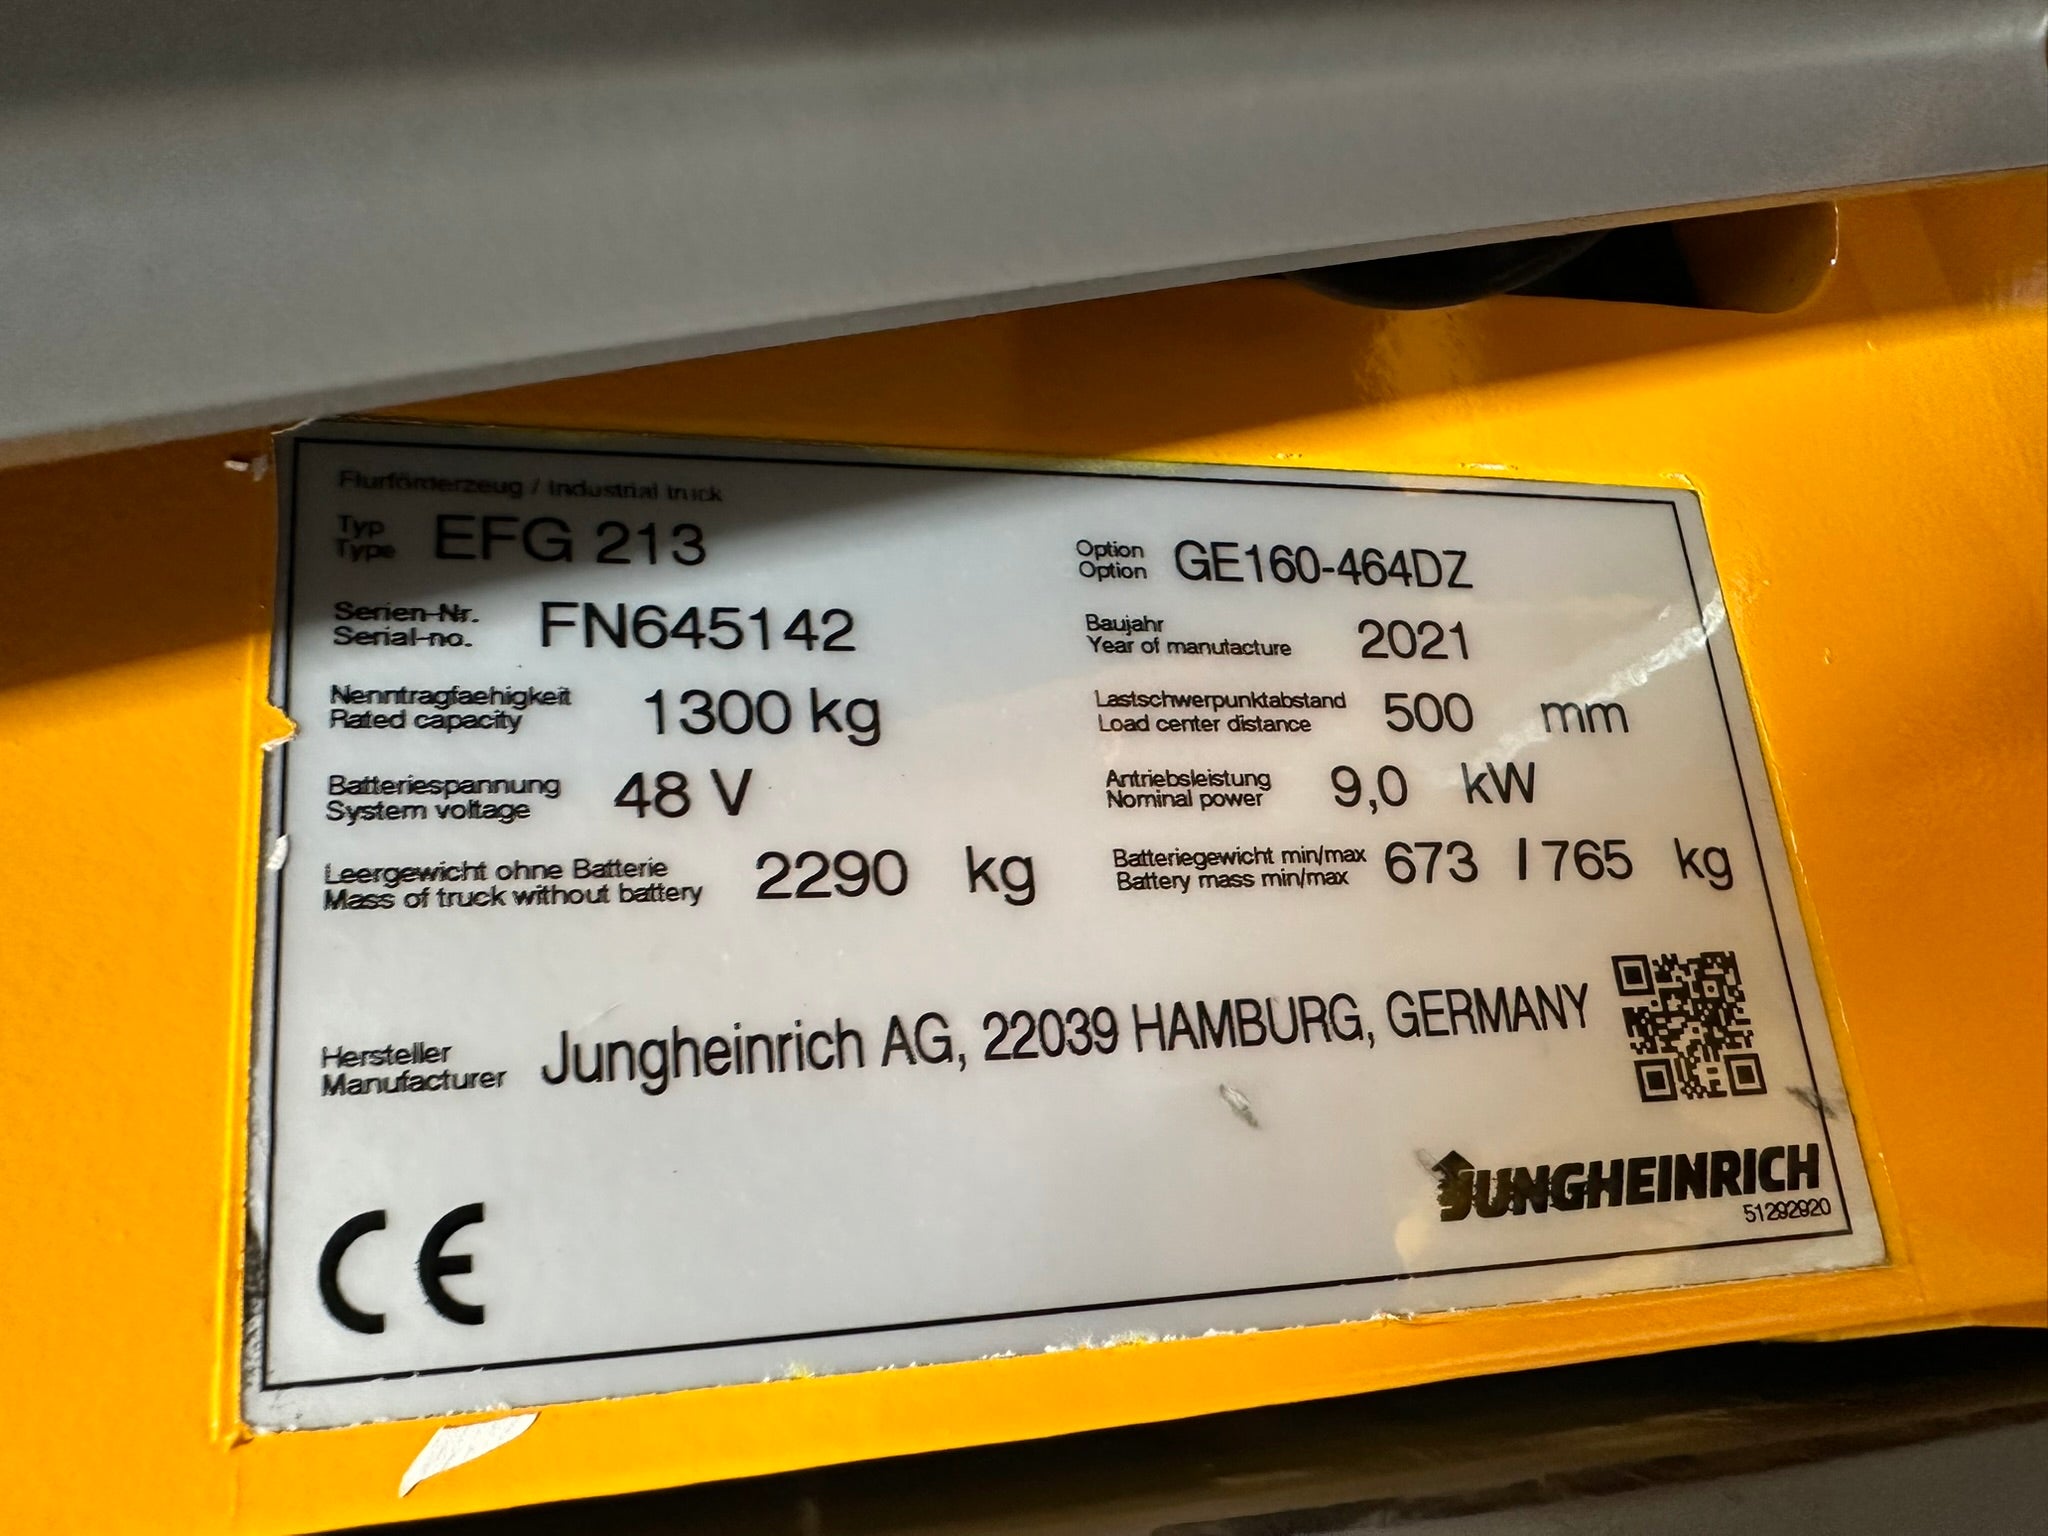 Flurförderzeug / Industrial truck
Typ
Type EFG 213
Option
Option GE160-464DZ
Serien-Nr.
Serial-no. FN645142
Baujahr
Year of manufacture 2021
Nenntragfaehigkeit
Rated capacity 1300 kg
Lastschwerpunktabstand
Load center distance 500 mm
Batteriespannung
System voltage 48 V
Antriebsleistung
Nominal power 9,0 kW
Leergewicht ohne Batterie
Mass of truck without battery 2290 kg
Batteriegewicht min/max
Battery mass min/max 673 / 765 kg
Hersteller
Manufacturer Jungheinrich AG, 22039 HAMBURG, GERMANY
CE
JUNGHEINRICH
51292920